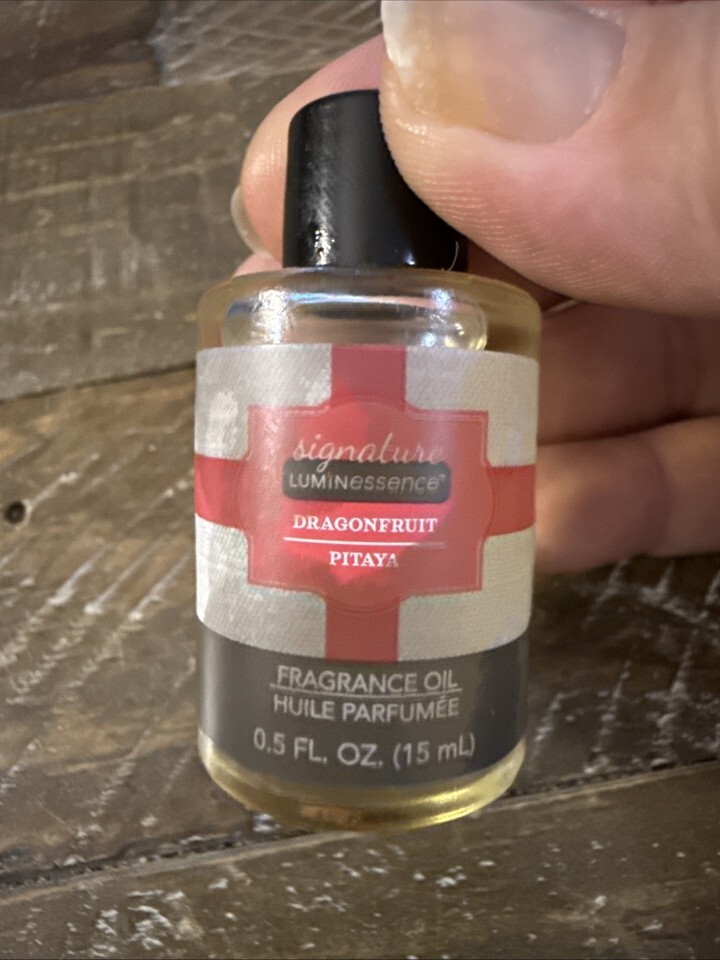 signature
LUMINessence
DRAGONFRUIT
PITAYA
FRAGRANCE OIL
HUILE PARFUMÉE
0.5 FL. OZ. (15 mL)